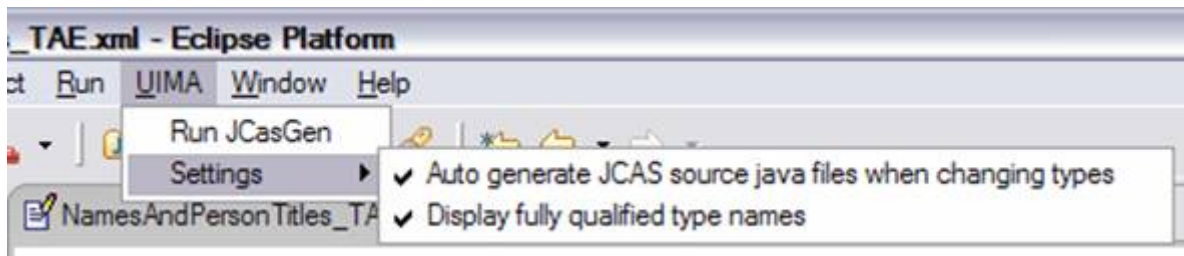 _TAE.xml - Eclipse Platform
ct Run UIMA Window Help
Run JCasGen
Settings
Auto generate JCAS source java files when changing types
Display fully qualified type names
NamesAndPersonTitles_TA